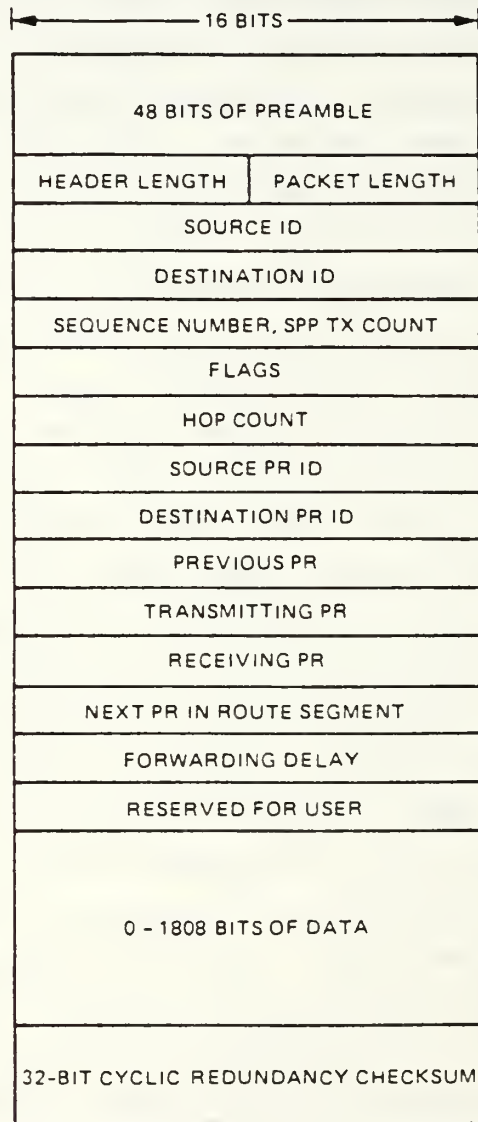 16 BITS
48 BITS OF PREAMBLE
HEADER LENGTH PACKET LENGTH
SOURCE ID
DESTINATION ID
SEQUENCE NUMBER, SPP TX COUNT
FLAGS
HOP COUNT
SOURCE PR ID
DESTINATION PR ID
PREVIOUS PR
TRANSMITTING PR
RECEIVING PR
NEXT PR IN ROUTE SEGMENT
FORWARDING DELAY
RESERVED FOR USER
0 - 1808 BITS OF DATA
32-BIT CYCLIC REDUNDANCY CHECKSUM